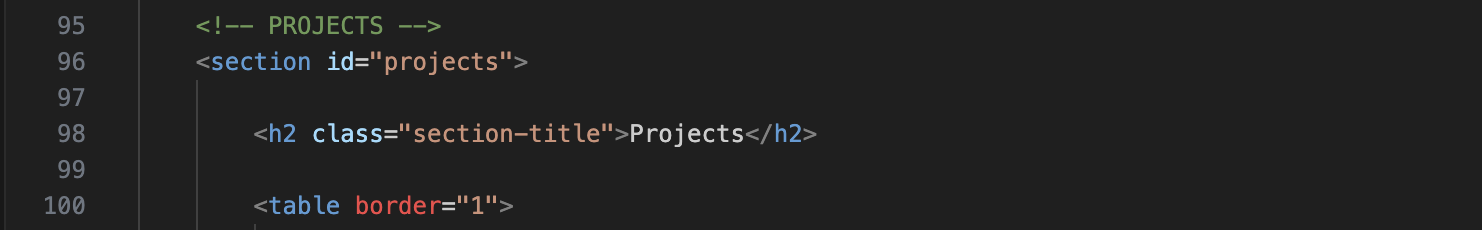 95 <!-- PROJECTS -->
96 <section id="projects">
97
98 <h2 class="section-title">Projects</h2>
99
100 <table border="1">